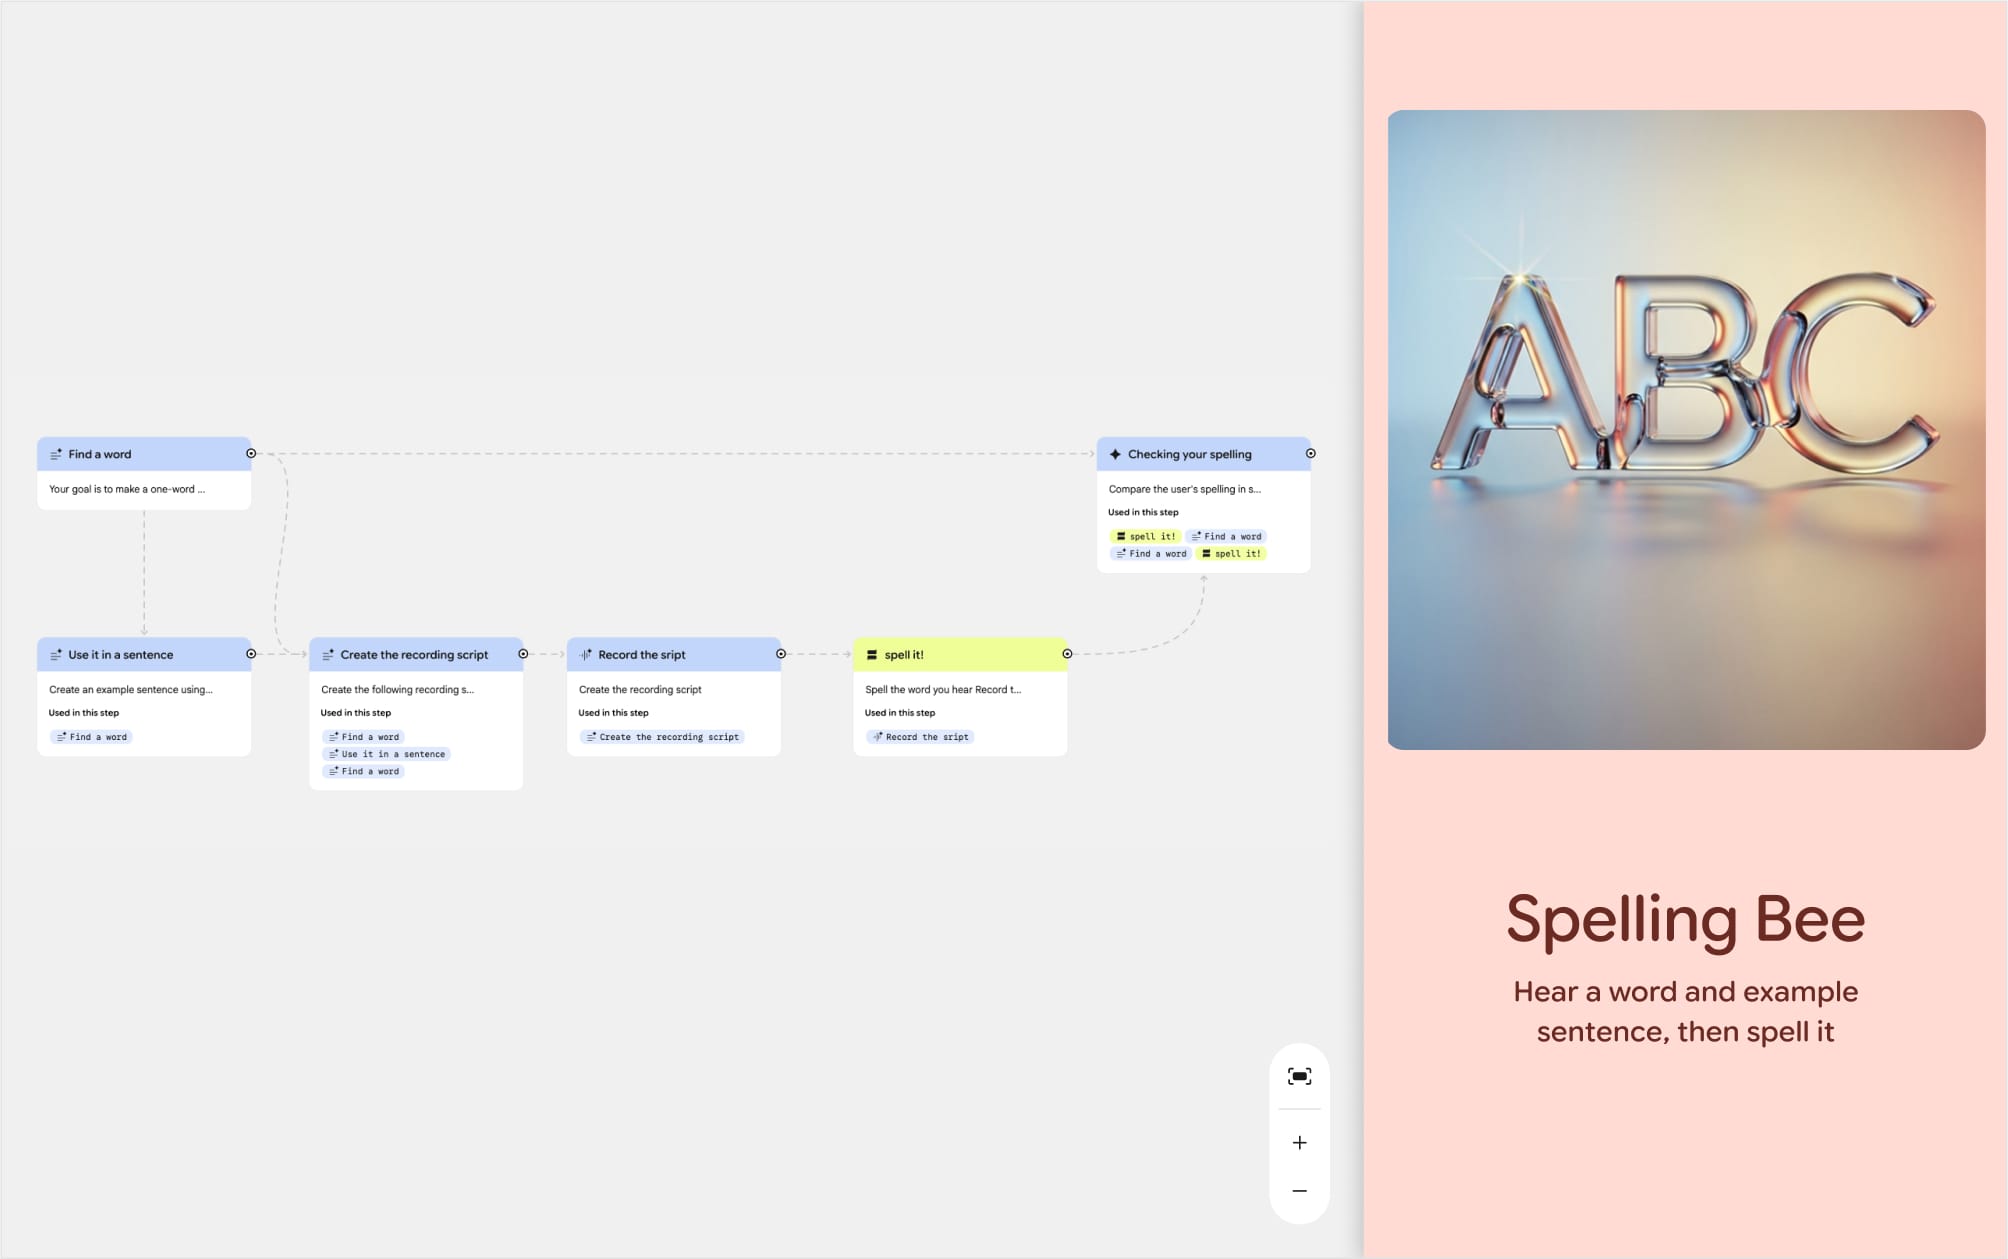 Find a word
Your goal is to make a one-word ...
Checking your spelling
Compare the user's spelling in s...
Used in this step
spell it! Find a word
Find a word spell it!
Use it in a sentence
Create an example sentence using...
Used in this step
Find a word
Create the recording script
Create the following recording s...
Used in this step
Find a word
Use it in a sentence
Find a word
Record the sript
Create the recording script
Used in this step
Create the recording script
spell it!
Spell the word you hear Record t...
Used in this step
Record the sript
ABC
Spelling Bee
Hear a word and example
sentence, then spell it